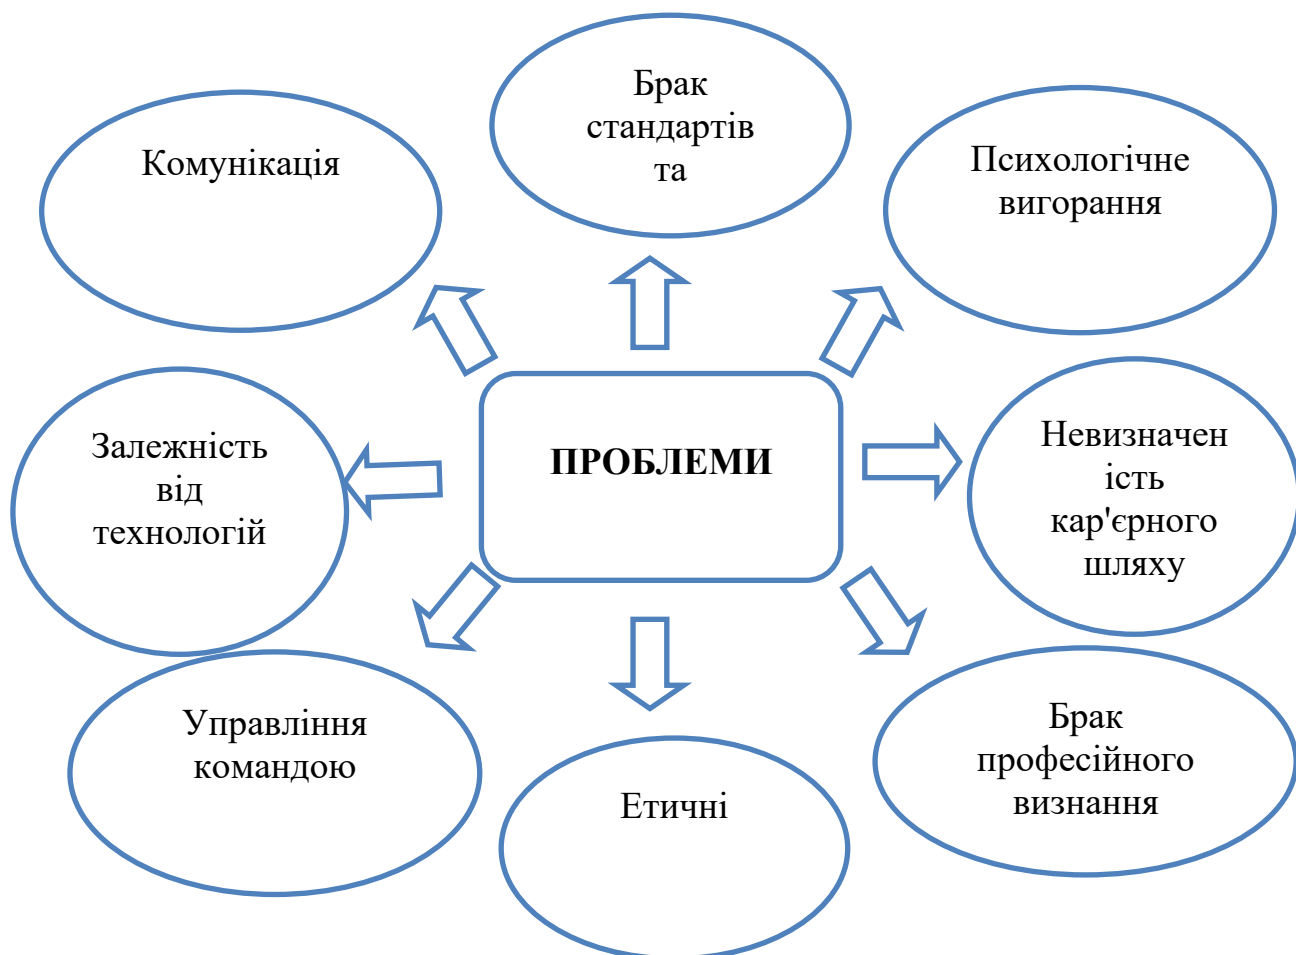 Брак
стандартів
та
Комунікація
Психологічне
вигорання
Залежність
від
технологій
ПРОБЛЕМИ
Невизначен
ість
кар'єрного
шляху
Управління
командою
Етичні
Брак
професійного
визнання